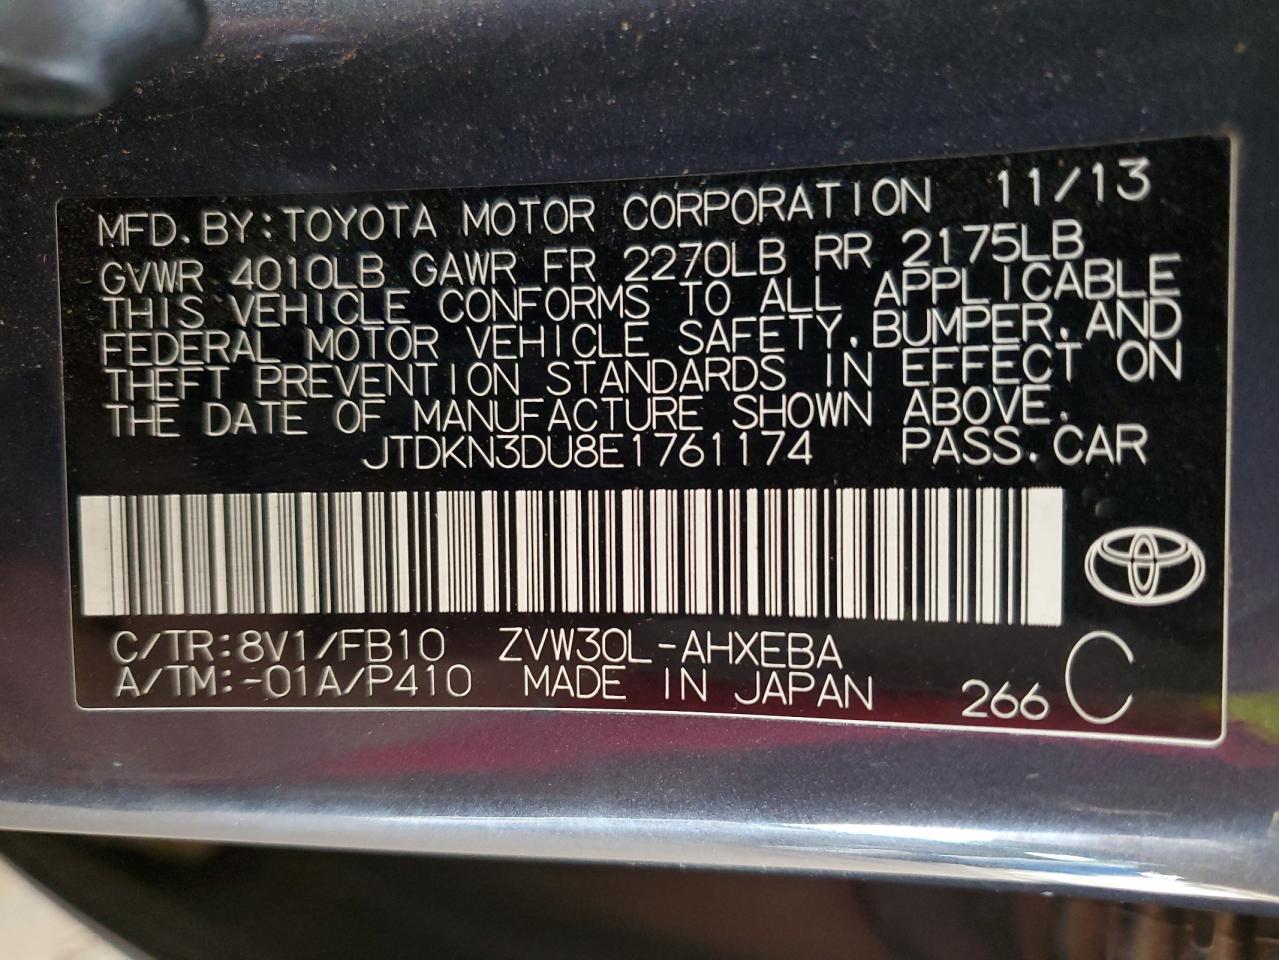 MFD.BY:TOYOTA MOTOR CORPORATION 11/13
GVWR 4010LB GAWR FR 2270LB RR 2175LB
THIS VEHICLE CONFORMS TO ALL APPLICABLE
FEDERAL MOTOR VEHICLE SAFETY,BUMPER,AND
THEFT PREVENTION STANDARDS IN EFFECT ON
THE DATE OF MANUFACTURE SHOWN ABOVE.
JTDKN3DU8E1761174 PASS.CAR
C/TR:8V1/FB10 ZVW30L-AHXEBA
A/TM:-01A/P410 MADE IN JAPAN 266 C